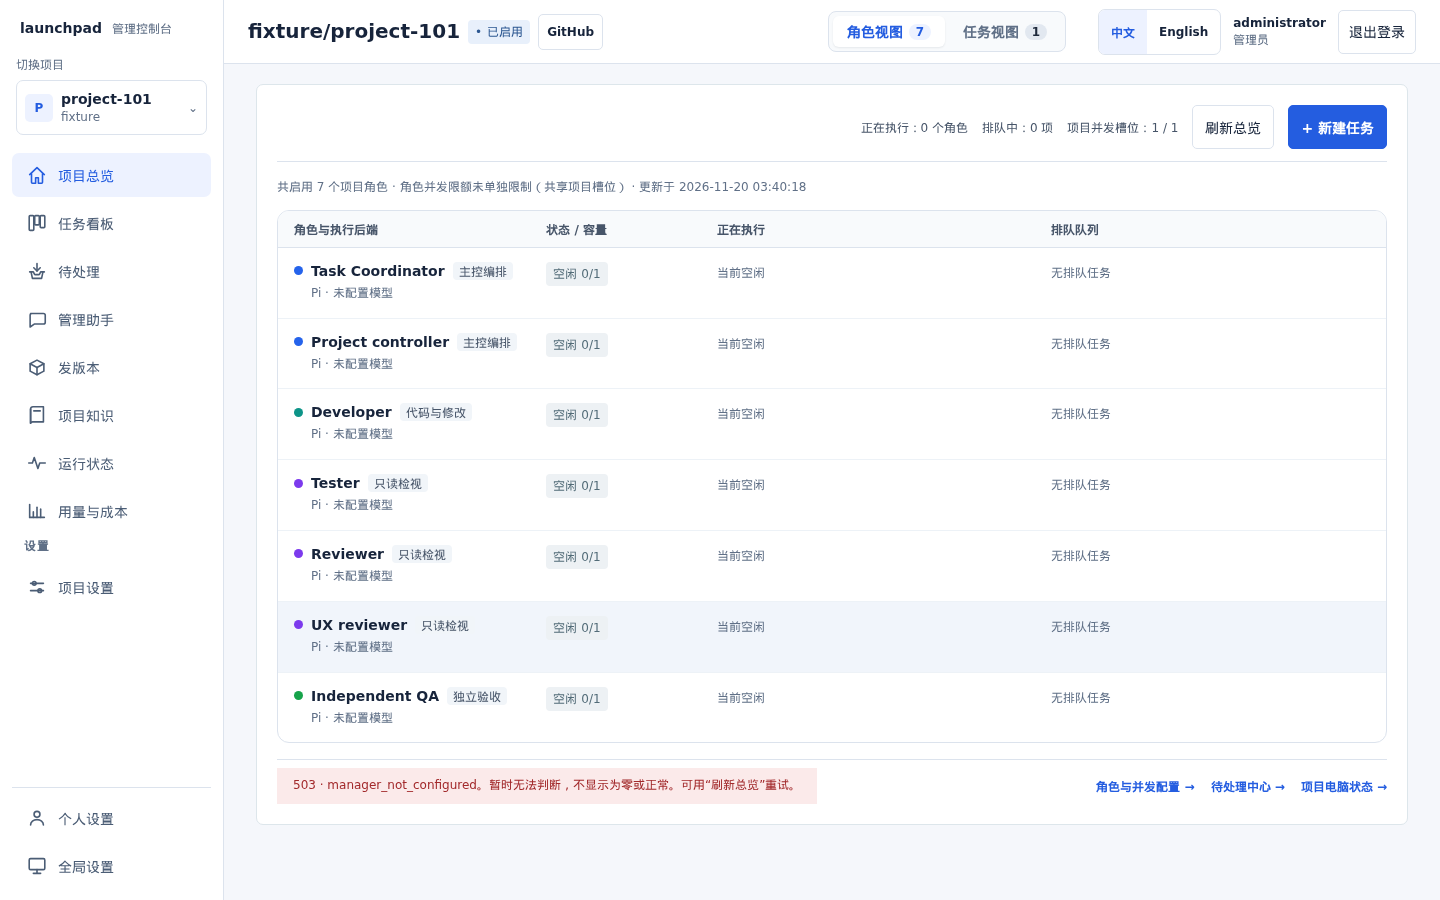 launchpad 管理控制台
切换项目
P
project-101
fixture
项目总览
任务看板
待处理
管理助手
发版本
项目知识
运行状态
用量与成本
设置
项目设置
个人设置
全局设置
fixture/project-101 • 已启用 GitHub
角色视图 7 任务视图 1
中文 English
administrator
管理员
退出登录
正在执行：0 个角色 排队中：0 项 项目并发槽位：1 / 1 刷新总览 + 新建任务
共启用 7 个项目角色 · 角色并发限额未单独限制（共享项目槽位） · 更新于 2026-11-20 03:40:18
角色与执行后端 状态 / 容量 正在执行 排队队列
Task Coordinator 主控编排 空闲 0/1 当前空闲 无排队任务
Pi · 未配置模型
Project controller 主控编排 空闲 0/1 当前空闲 无排队任务
Pi · 未配置模型
Developer 代码与修改 空闲 0/1 当前空闲 无排队任务
Pi · 未配置模型
Tester 只读检视 空闲 0/1 当前空闲 无排队任务
Pi · 未配置模型
Reviewer 只读检视 空闲 0/1 当前空闲 无排队任务
Pi · 未配置模型
UX reviewer 只读检视 空闲 0/1 当前空闲 无排队任务
Pi · 未配置模型
Independent QA 独立验收 空闲 0/1 当前空闲 无排队任务
Pi · 未配置模型
503 · manager_not_configured。暂时无法判断，不显示为零或正常。可用“刷新总览”重试。
角色与并发配置 → 待处理中心 → 项目电脑状态 →